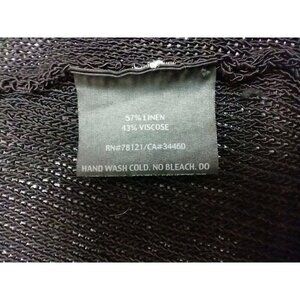 57% LINEN
43% VISCOSE
RN#78121/CA#34460
HAND WASH COLD. NO BLEACH. DO